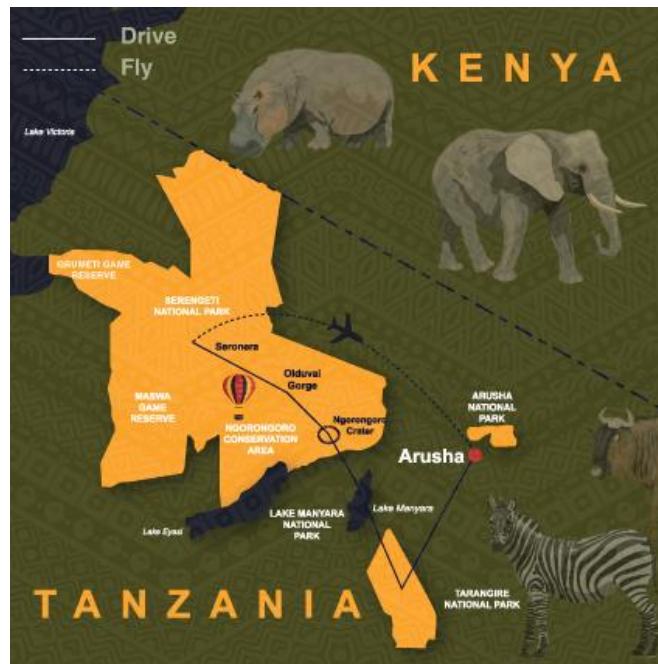 Drive
Fly
KENYA
Lake Victoria
GRUMETI GAME
RESERVE
SERENGETI
NATIONAL PARK
Seronera
Olduvai
Gorge
MASWA
GAME
RESERVE
NGORONGORO
CONSERVATION
AREA
Ngorongoro
Crater
ARUSHA
NATIONAL
PARK
Arusha
LAKE MANYARA
NATIONAL
PARK
Lake Manyara
Lake Eyasi
TARANGIRE
NATIONAL PARK
TANZANIA